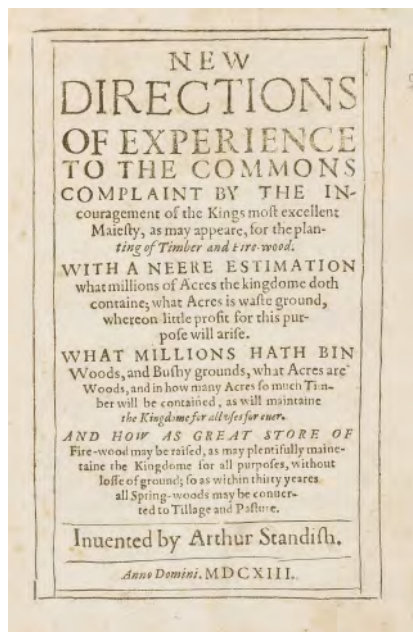 NEW
DIRECTIONS
OF EXPERIENCE
TO THE COMMONS
COMPLAINT BY THE IN-
couragement of the Kings moſt excellent
Maieſty, as may appeare, for the plan-
ting of Timber and Fire-wood.
WITH A NEERE ESTIMATION
what millions of Acres the kingdome doth
containe; what Acres is waſte ground,
whereon little profit for this pur-
poſe will ariſe.
WHAT MILLIONS HATH BIN
Woods, and Buſhy grounds, what Acres are
Woods, and in how many Acres ſo much Tim-
ber will be contained, as will maintaine
the Kingdome for all vſes for euer.
AND HOW AS GREAT STORE OF
Fire-wood may be raiſed, as may plentifully maine-
taine the Kingdome for all purpoſes, without
loſſe of ground; ſo as within thirty yeares
all Spring-woods may be conuer-
ted to Tillage and Paſture.
Inuented by Arthur Standiſh.
Anno Domini. MDCXIII.